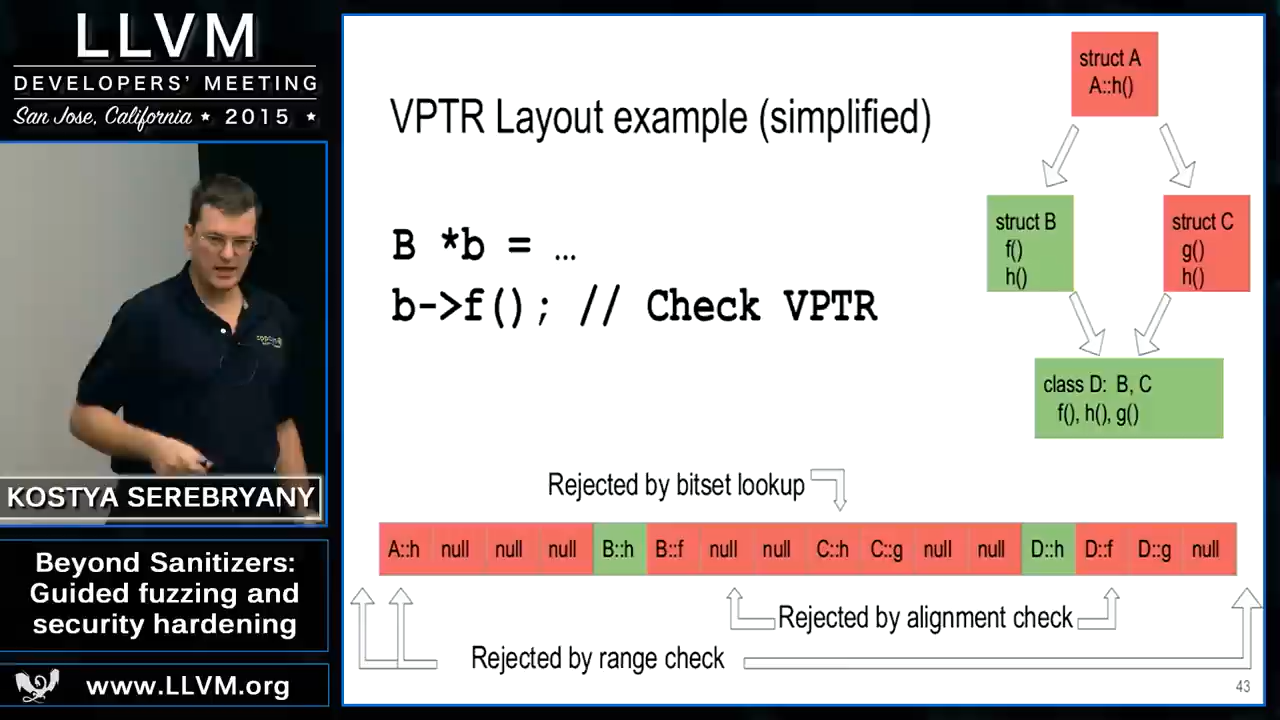 LLVM
DEVELOPERS' MEETING
San Jose, California ★ 2015 ★
KOSTYA SEREBRYANY
Beyond Sanitizers:
Guided fuzzing and
security hardening
www.LLVM.org
VPTR Layout example (simplified)
B *b = …
b->f(); // Check VPTR
struct A
A::h()
struct B
f()
h()
struct C
g()
h()
class D: B, C
f(), h(), g()
Rejected by bitset lookup
A::h null null null B::h B::f null null C::h C::g null null D::h D::f D::g null
Rejected by alignment check
Rejected by range check
43